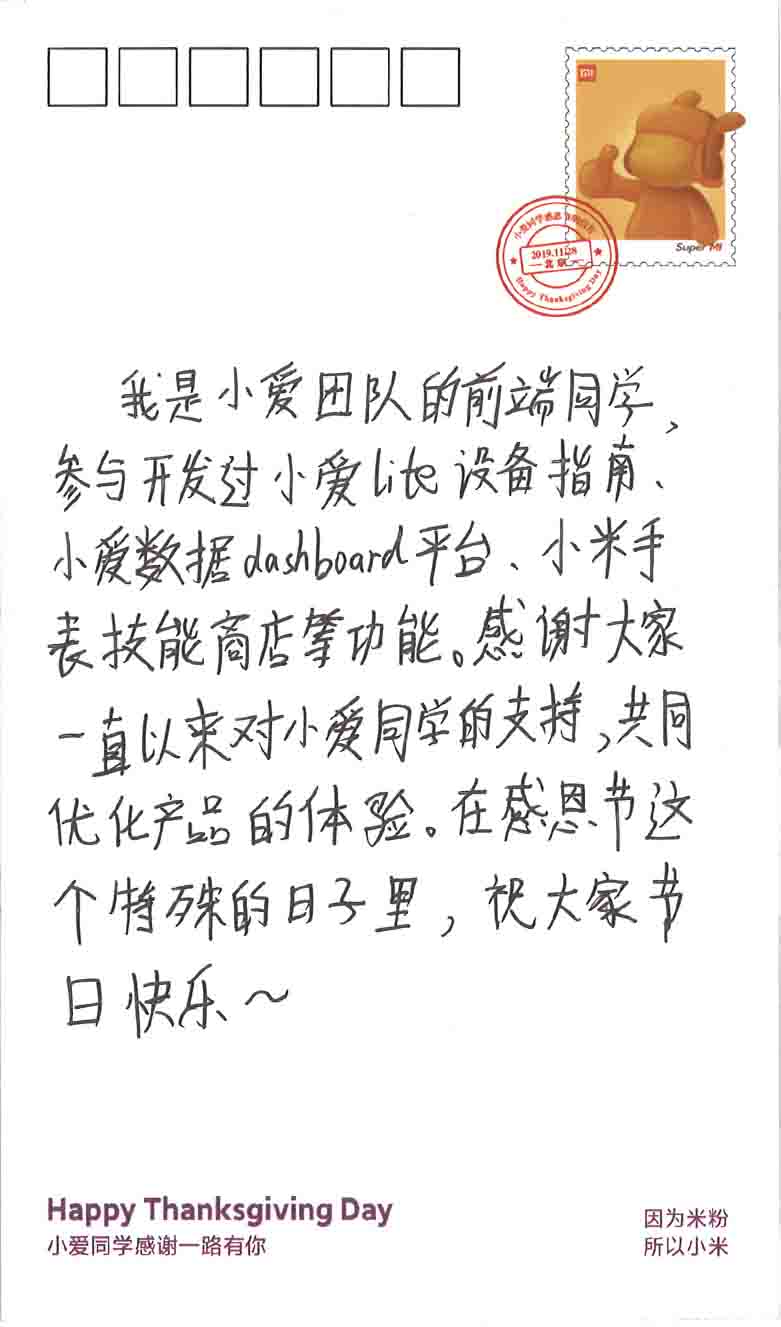 Super MI
小爱同学感恩
2019.11.28
北京
Happy Thanksgiving Day
我是小爱团队的前端同学,
参与开发过小爱lite设备指南、
小爱数据dashboard平台、小米手
表技能商店等功能。感谢大家
一直以来对小爱同学的支持,共同
优化产品的体验。在感恩节这
个特殊的日子里,祝大家节
日快乐~
Happy Thanksgiving Day
小爱同学感谢一路有你
因为米粉
所以小米